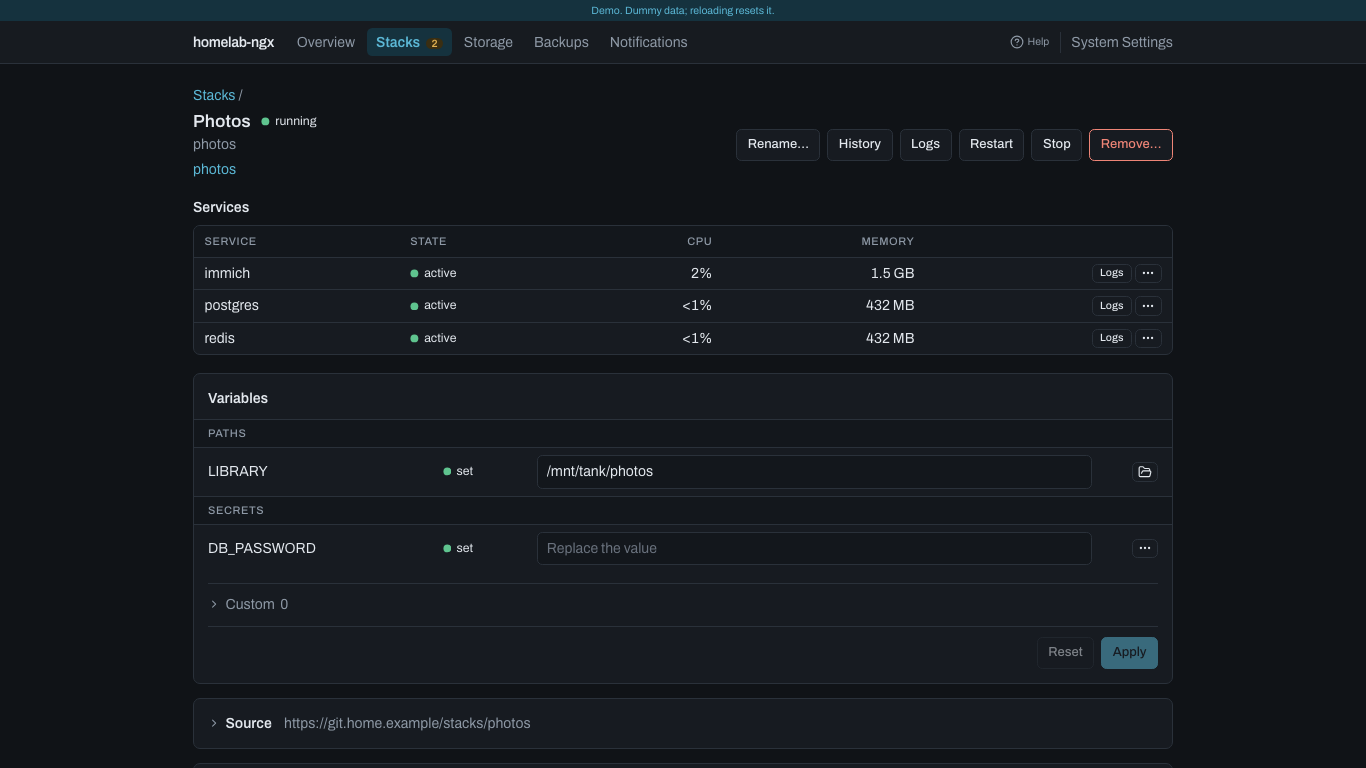 Demo. Dummy data; reloading resets it.
homelab-ngx Overview Stacks 2 Storage Backups Notifications Help System Settings
Stacks /
Photos running
photos
photos
Rename... History Logs Restart Stop Remove...
Services
SERVICE STATE CPU MEMORY
immich active 2% 1.5 GB Logs ...
postgres active <1% 432 MB Logs ...
redis active <1% 432 MB Logs ...
Variables
PATHS
LIBRARY set /mnt/tank/photos
SECRETS
DB_PASSWORD set Replace the value ...
Custom 0
Reset Apply
Source https://git.home.example/stacks/photos